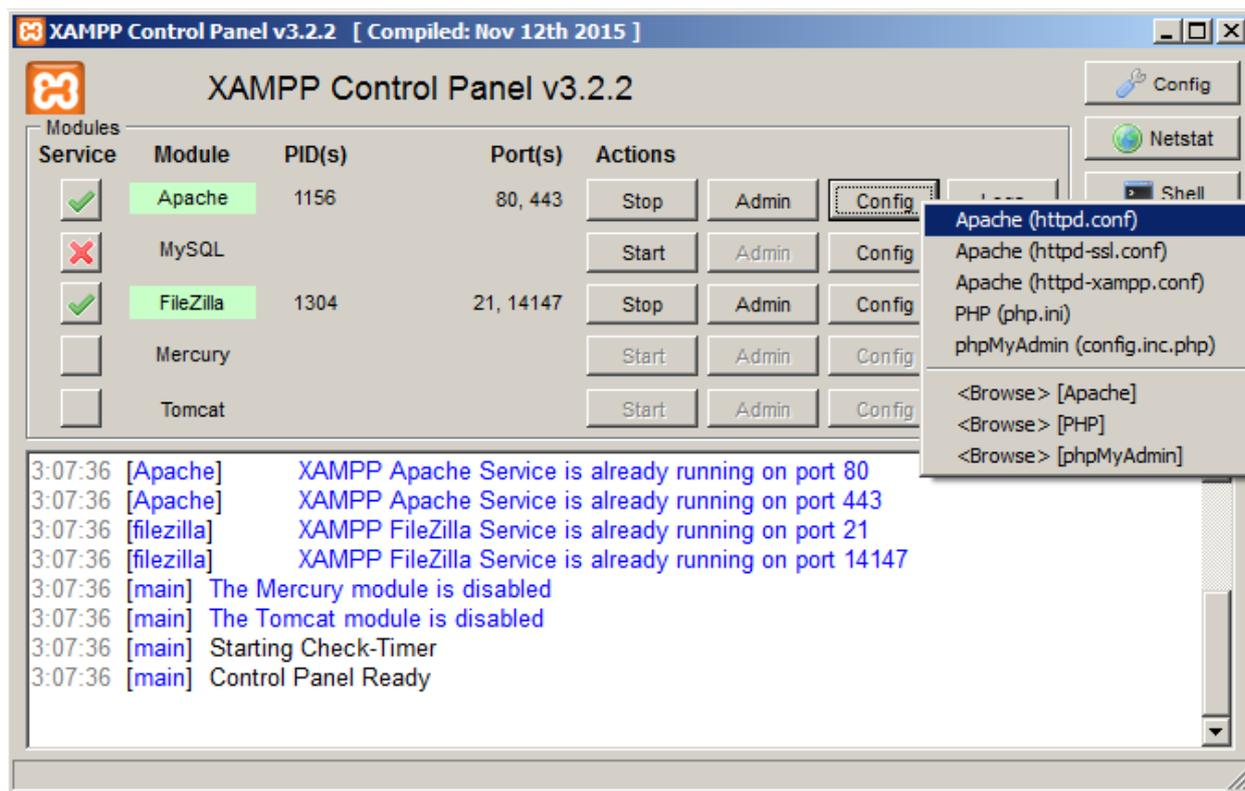 XAMPP Control Panel v3.2.2 [ Compiled: Nov 12th 2015 ]
XAMPP Control Panel v3.2.2
Config
Modules
Netstat
Service Module PID(s) Port(s) Actions
Shell
Apache 1156 80, 443 Stop Admin Config
MySQL Start Admin Config
FileZilla 1304 21, 14147 Stop Admin Config
Mercury Start Admin Config
Tomcat Start Admin Config
Apache (httpd.conf)
Apache (httpd-ssl.conf)
Apache (httpd-xampp.conf)
PHP (php.ini)
phpMyAdmin (config.inc.php)
<Browse> [Apache]
<Browse> [PHP]
<Browse> [phpMyAdmin]
3:07:36 [Apache] XAMPP Apache Service is already running on port 80
3:07:36 [Apache] XAMPP Apache Service is already running on port 443
3:07:36 [filezilla] XAMPP FileZilla Service is already running on port 21
3:07:36 [filezilla] XAMPP FileZilla Service is already running on port 14147
3:07:36 [main] The Mercury module is disabled
3:07:36 [main] The Tomcat module is disabled
3:07:36 [main] Starting Check-Timer
3:07:36 [main] Control Panel Ready